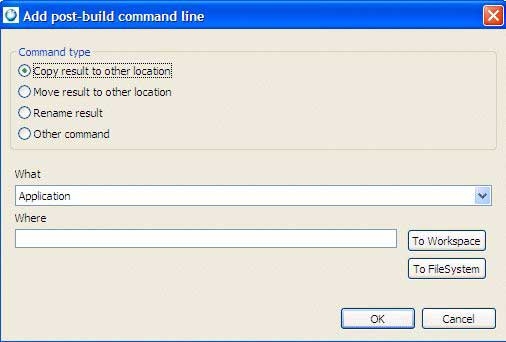 Add post-build command line
Command type
Copy result to other location
Move result to other location
Rename result
Other command
What
Application
Where
To Workspace
To FileSystem
OK Cancel